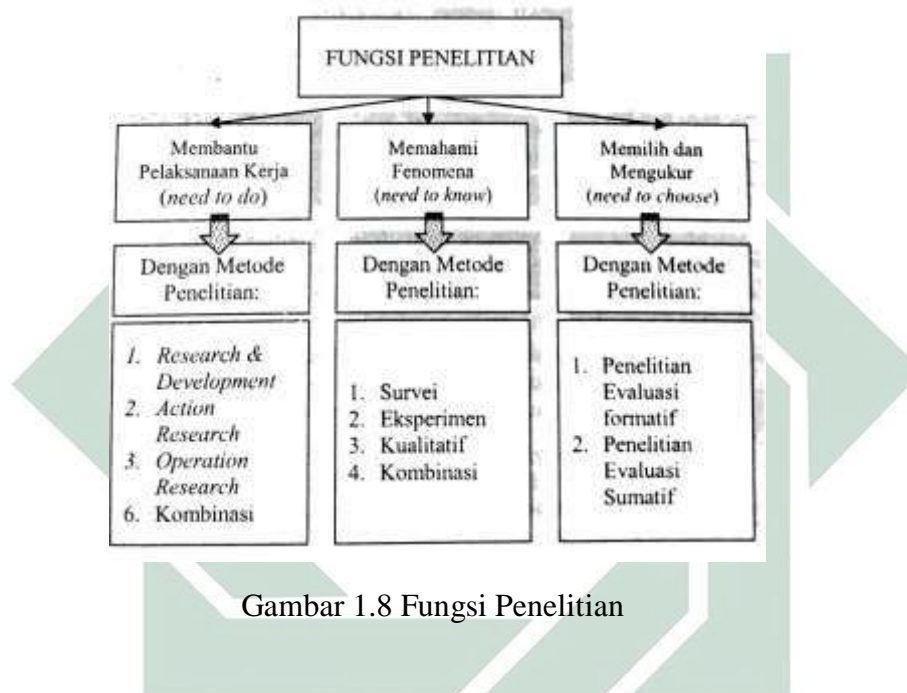 FUNGSI PENELITIAN
Membantu
Pelaksanaan Kerja
(need to do)
Memahami
Fenomena
(need to know)
Memilih dan
Mengukur
(need to choose)
Dengan Metode
Penelitian:
Dengan Metode
Penelitian:
Dengan Metode
Penelitian:
1. Research &
Development
2. Action
Research
3. Operation
Research
6. Kombinasi
1. Survei
2. Eksperimen
3. Kualitatif
4. Kombinasi
1. Penelitian
Evaluasi
formatif
2. Penelitian
Evaluasi
Sumatif
Gambar 1.8 Fungsi Penelitian